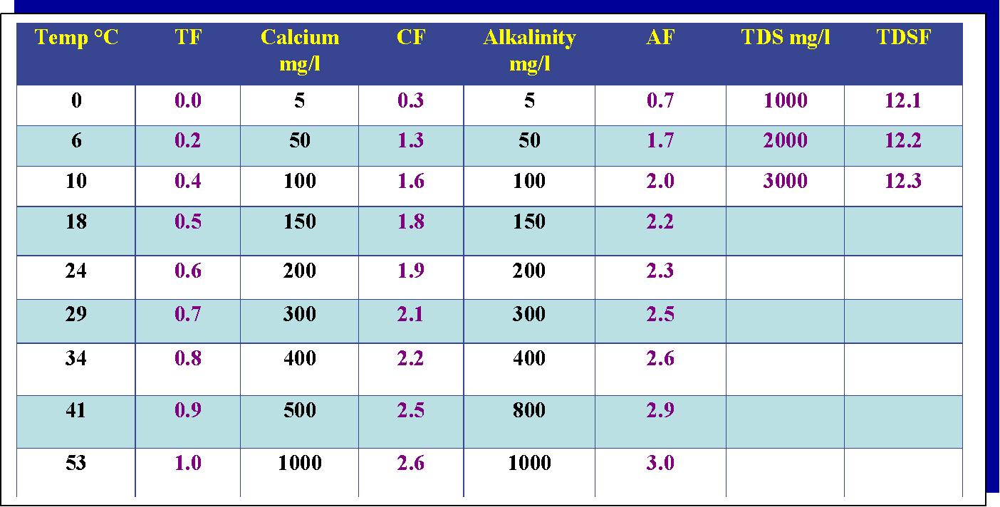 Temp °C TF Calcium mg/l CF Alkalinity mg/l AF TDS mg/l TDSF
0 0.0 5 0.3 5 0.7 1000 12.1
6 0.2 50 1.3 50 1.7 2000 12.2
10 0.4 100 1.6 100 2.0 3000 12.3
18 0.5 150 1.8 150 2.2
24 0.6 200 1.9 200 2.3
29 0.7 300 2.1 300 2.5
34 0.8 400 2.2 400 2.6
41 0.9 500 2.5 800 2.9
53 1.0 1000 2.6 1000 3.0